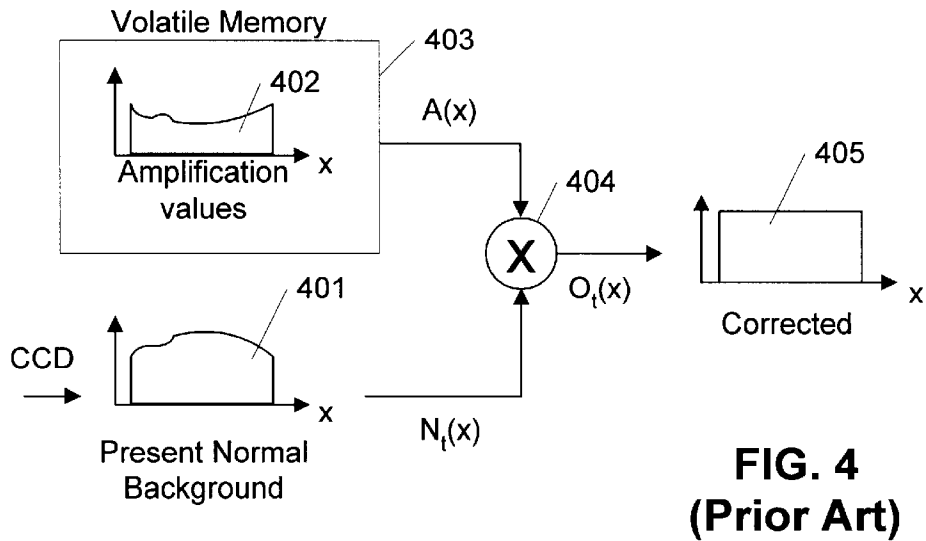 Volatile Memory
403
402
x
Amplification
values
A(x)
404
X
O_t(x)
405
x
Corrected
CCD
401
x
N_t(x)
Present Normal
Background
FIG. 4
(Prior Art)